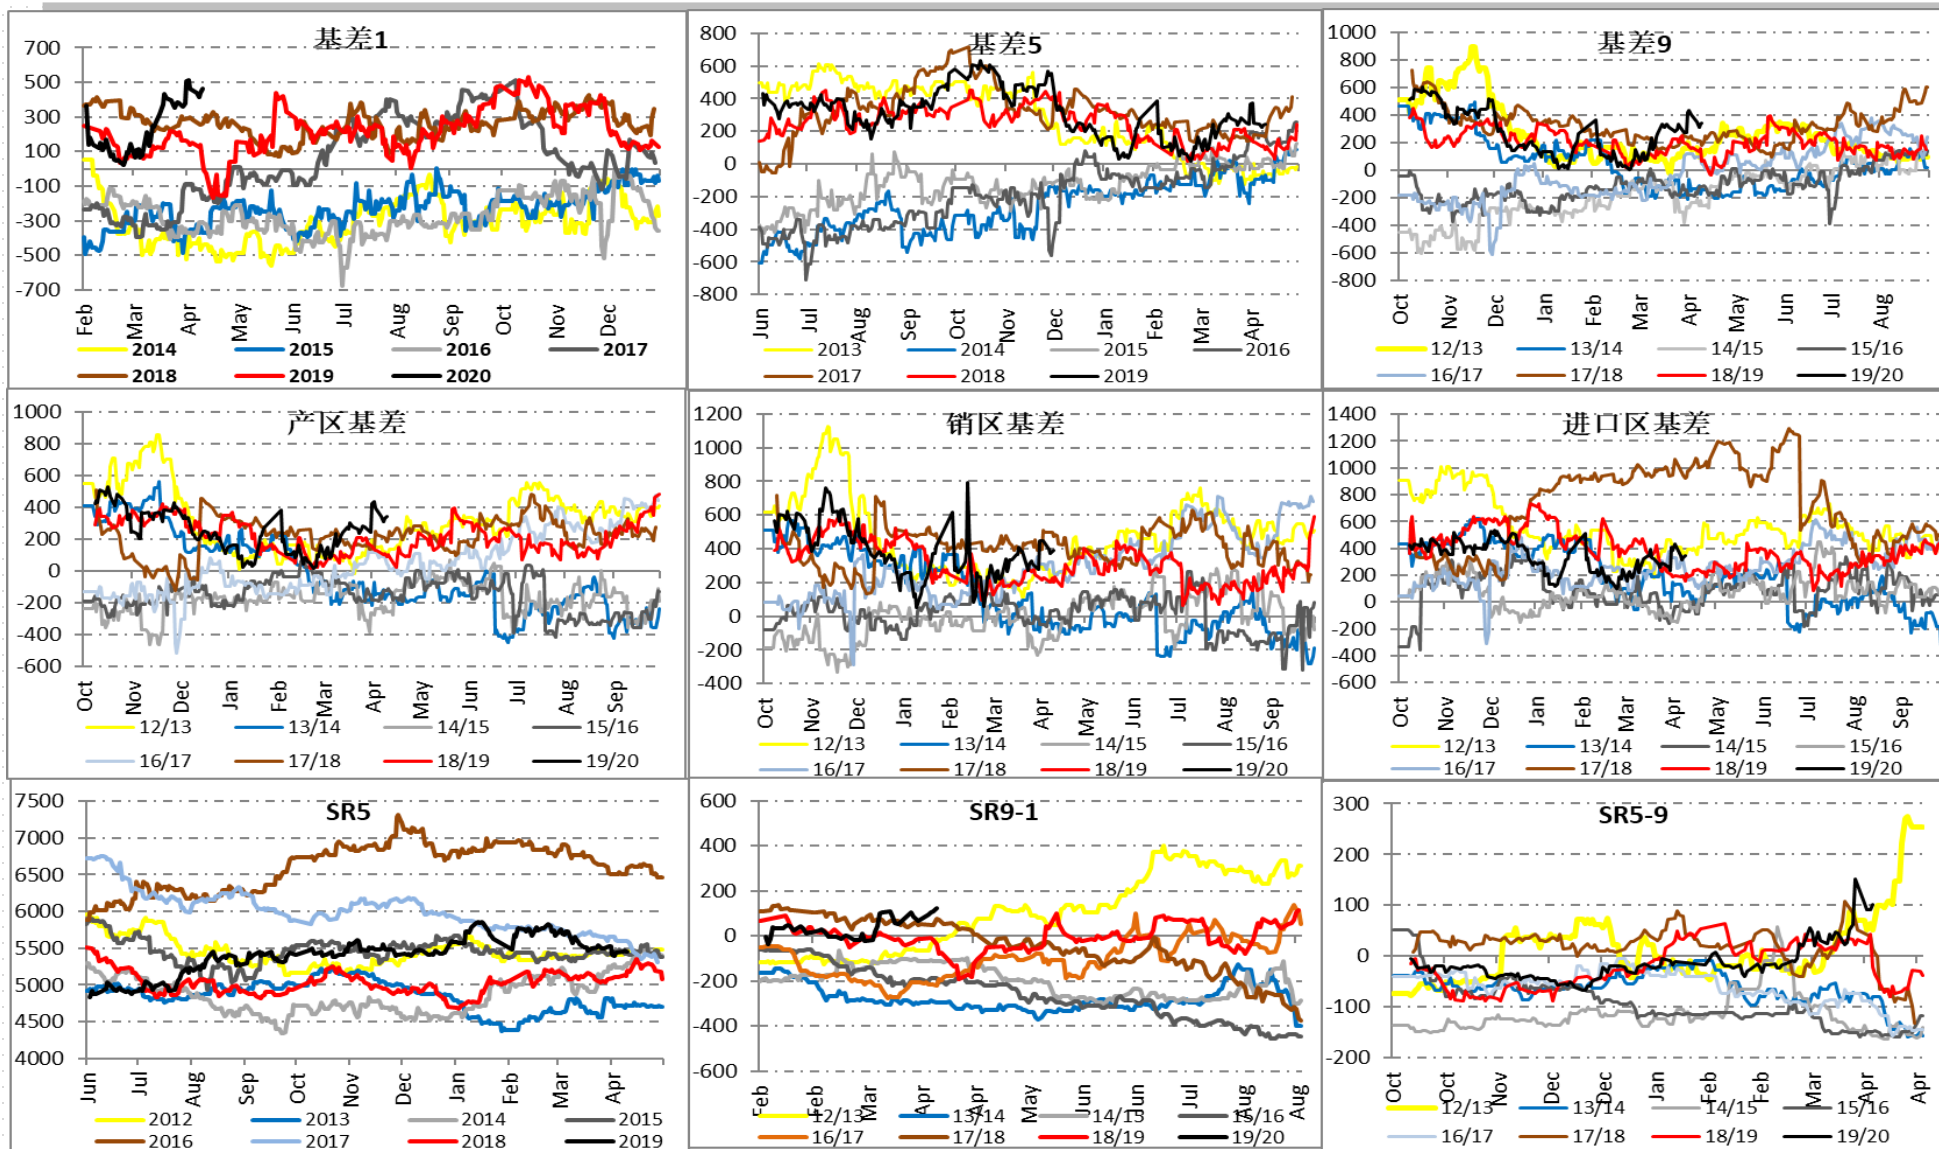 基差1
700
500
300
100
-100
-300
-500
-700
Feb Mar Apr May Jun Jul Aug Sep Oct Nov Dec
2014 2015 2016 2017
2018 2019 2020
基差5
800
600
400
200
0
-200
-400
-600
-800
Jun Jul Aug Sep Oct Nov Dec Jan Feb Mar Apr
2013 2014 2015 2016
2017 2018 2019
基差9
1000
800
600
400
200
0
-200
-400
-600
-800
Oct Nov Dec Jan Feb Mar Apr May Jun Jul Aug
12/13 13/14 14/15 15/16
16/17 17/18 18/19 19/20
产区基差
1000
800
600
400
200
0
-200
-400
-600
Oct Nov Dec Jan Feb Mar Apr May Jun Jul Aug Sep
12/13 13/14 14/15 15/16
16/17 17/18 18/19 19/20
销区基差
1200
1000
800
600
400
200
0
-200
-400
Oct Nov Dec Jan Feb Mar Apr May Jun Jul Aug Sep
12/13 13/14 14/15 15/16
16/17 17/18 18/19 19/20
进口区基差
1400
1200
1000
800
600
400
200
0
-200
-400
-600
Oct Nov Dec Jan Feb Mar Apr May Jun Jul Aug Sep
12/13 13/14 14/15 15/16
16/17 17/18 18/19 19/20
SR5
7500
7000
6500
6000
5500
5000
4500
4000
Jun Jul Aug Sep Oct Nov Dec Jan Feb Mar Apr
2012 2013 2014 2015
2016 2017 2018 2019
SR9-1
600
400
200
0
-200
-400
-600
Feb Feb Mar Apr Apr May Jun Jun Jul Aug Aug
12/13 13/14 14/15 15/16
16/17 17/18 18/19 19/20
SR5-9
300
200
100
0
-100
-200
Oct Oct Nov Dec Dec Jan Feb Feb Mar Apr Apr
12/13 13/14 14/15 15/16
16/17 17/18 18/19 19/20